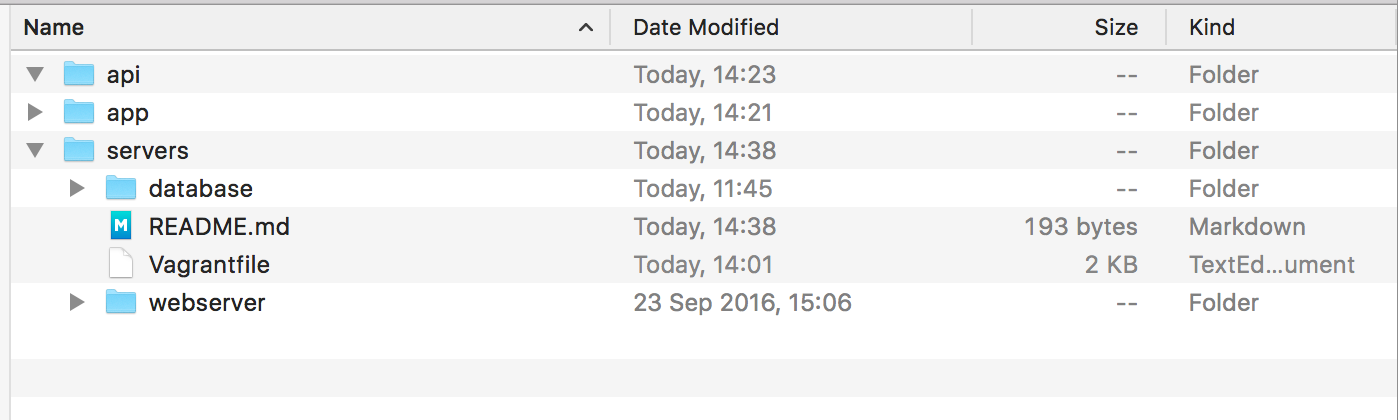 Name Date Modified Size Kind
api Today, 14:23 -- Folder
app Today, 14:21 -- Folder
servers Today, 14:38 -- Folder
database Today, 11:45 -- Folder
M README.md Today, 14:38 193 bytes Markdown
Vagrantfile Today, 14:01 2 KB TextEd...ument
webserver 23 Sep 2016, 15:06 -- Folder